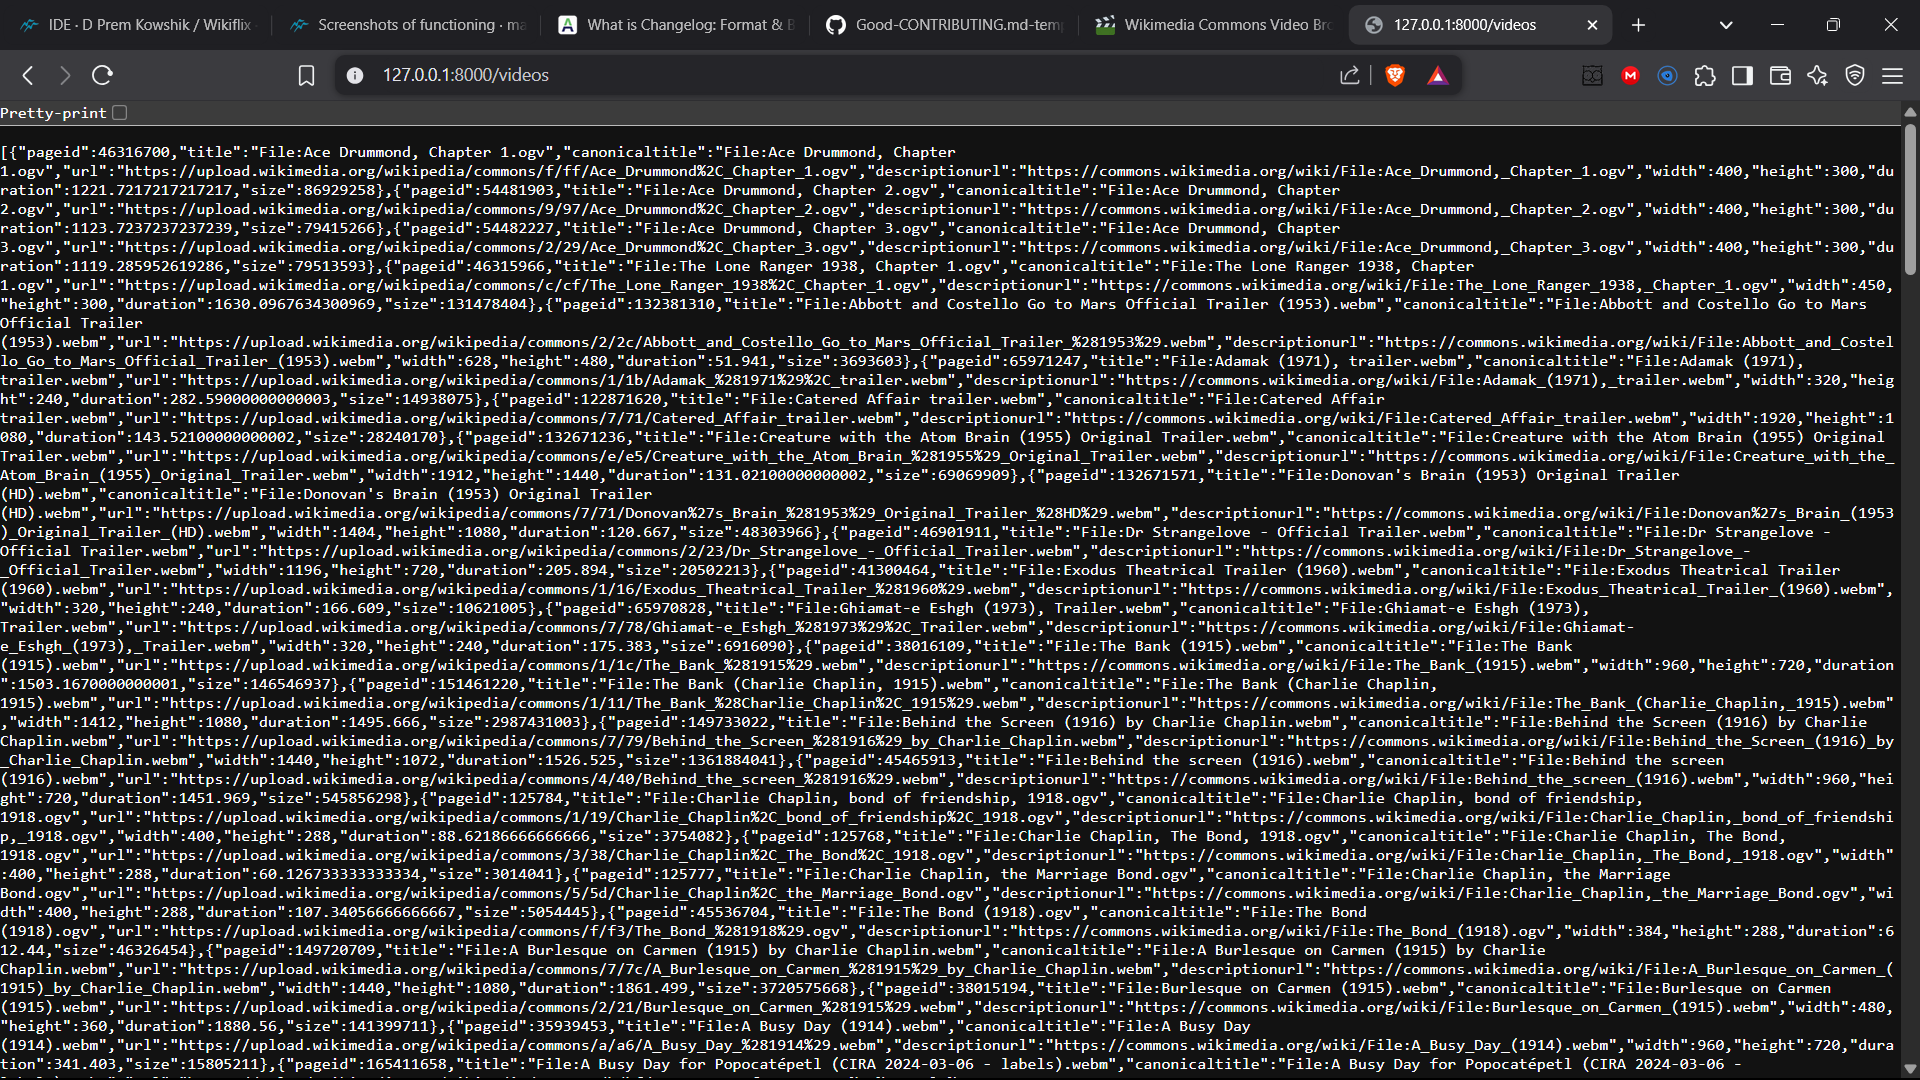 IDE · D Prem Kowshik / Wikiflix
Screenshots of functioning · ma
What is Changelog: Format & B
Good-CONTRIBUTING.md-temp
Wikimedia Commons Video Bro
127.0.0.1:8000/videos
127.0.0.1:8000/videos
Pretty-print
[{"pageid":46316700,"title":"File:Ace Drummond, Chapter 1.ogv","canonicaltitle":"File:Ace Drummond, Chapter
1.ogv","url":"https://upload.wikimedia.org/wikipedia/commons/f/ff/Ace_Drummond%2C_Chapter_1.ogv","descriptionurl":"https://commons.wikimedia.org/wiki/File:Ace_Drummond,_Chapter_1.ogv","width":400,"height":300,"du
ration":1221.7217217217217,"size":86929258},{"pageid":54481903,"title":"File:Ace Drummond, Chapter 2.ogv","canonicaltitle":"File:Ace Drummond, Chapter
2.ogv","url":"https://upload.wikimedia.org/wikipedia/commons/9/97/Ace_Drummond%2C_Chapter_2.ogv","descriptionurl":"https://commons.wikimedia.org/wiki/File:Ace_Drummond,_Chapter_2.ogv","width":400,"height":300,"du
ration":1123.7237237237239,"size":79415266},{"pageid":54482227,"title":"File:Ace Drummond, Chapter 3.ogv","canonicaltitle":"File:Ace Drummond, Chapter
3.ogv","url":"https://upload.wikimedia.org/wikipedia/commons/2/29/Ace_Drummond%2C_Chapter_3.ogv","descriptionurl":"https://commons.wikimedia.org/wiki/File:Ace_Drummond,_Chapter_3.ogv","width":400,"height":300,"du
ration":1119.285952619286,"size":79513593},{"pageid":46315966,"title":"File:The Lone Ranger 1938, Chapter 1.ogv","canonicaltitle":"File:The Lone Ranger 1938, Chapter
1.ogv","url":"https://upload.wikimedia.org/wikipedia/commons/c/cf/The_Lone_Ranger_1938%2C_Chapter_1.ogv","descriptionurl":"https://commons.wikimedia.org/wiki/File:The_Lone_Ranger_1938,_Chapter_1.ogv","width":450,
"height":300,"duration":1630.0967634300969,"size":131478404},{"pageid":132381310,"title":"File:Abbott and Costello Go to Mars Official Trailer (1953).webm","canonicaltitle":"File:Abbott and Costello Go to Mars
Official Trailer
(1953).webm","url":"https://upload.wikimedia.org/wikipedia/commons/2/2c/Abbott_and_Costello_Go_to_Mars_Official_Trailer_%281953%29.webm","descriptionurl":"https://commons.wikimedia.org/wiki/File:Abbott_and_Costel
lo_Go_to_Mars_Official_Trailer_(1953).webm","width":628,"height":480,"duration":51.941,"size":3693603},{"pageid":65971247,"title":"File:Adamak (1971), trailer.webm","canonicaltitle":"File:Adamak (1971),
trailer.webm","url":"https://upload.wikimedia.org/wikipedia/commons/1/1b/Adamak_%281971%29%2C_trailer.webm","descriptionurl":"https://commons.wikimedia.org/wiki/File:Adamak_(1971),_trailer.webm","width":320,"heig
ht":240,"duration":282.59000000000003,"size":14938075},{"pageid":122871620,"title":"File:Catered Affair trailer.webm","canonicaltitle":"File:Catered Affair
trailer.webm","url":"https://upload.wikimedia.org/wikipedia/commons/7/71/Catered_Affair_trailer.webm","descriptionurl":"https://commons.wikimedia.org/wiki/File:Catered_Affair_trailer.webm","width":1920,"height":1
080,"duration":143.52100000000002,"size":28240170},{"pageid":132671236,"title":"File:Creature with the Atom Brain (1955) Original Trailer.webm","canonicaltitle":"File:Creature with the Atom Brain (1955) Original
Trailer.webm","url":"https://upload.wikimedia.org/wikipedia/commons/e/e5/Creature_with_the_Atom_Brain_%281955%29_Original_Trailer.webm","descriptionurl":"https://commons.wikimedia.org/wiki/File:Creature_with_the_
Atom_Brain_(1955)_Original_Trailer.webm","width":1912,"height":1440,"duration":131.02100000000002,"size":69069909},{"pageid":132671571,"title":"File:Donovan's Brain (1953) Original Trailer
(HD).webm","canonicaltitle":"File:Donovan's Brain (1953) Original Trailer
(HD).webm","url":"https://upload.wikimedia.org/wikipedia/commons/7/71/Donovan%27s_Brain_%281953%29_Original_Trailer_%28HD%29.webm","descriptionurl":"https://commons.wikimedia.org/wiki/File:Donovan%27s_Brain_(1953
)_Original_Trailer_(HD).webm","width":1404,"height":1080,"duration":120.667,"size":48303966},{"pageid":46901911,"title":"File:Dr Strangelove - Official Trailer.webm","canonicaltitle":"File:Dr Strangelove -
Official Trailer.webm","url":"https://upload.wikimedia.org/wikipedia/commons/2/23/Dr_Strangelove_-_Official_Trailer.webm","descriptionurl":"https://commons.wikimedia.org/wiki/File:Dr_Strangelove_-
_Official_Trailer.webm","width":1196,"height":720,"duration":205.894,"size":20502213},{"pageid":41300464,"title":"File:Exodus Theatrical Trailer (1960).webm","canonicaltitle":"File:Exodus Theatrical Trailer
(1960).webm","url":"https://upload.wikimedia.org/wikipedia/commons/1/16/Exodus_Theatrical_Trailer_%281960%29.webm","descriptionurl":"https://commons.wikimedia.org/wiki/File:Exodus_Theatrical_Trailer_(1960).webm",
"width":320,"height":240,"duration":166.609,"size":10621005},{"pageid":65970828,"title":"File:Ghiamat-e Eshgh (1973), Trailer.webm","canonicaltitle":"File:Ghiamat-e Eshgh (1973),
Trailer.webm","url":"https://upload.wikimedia.org/wikipedia/commons/7/78/Ghiamat-e_Eshgh_%281973%29%2C_Trailer.webm","descriptionurl":"https://commons.wikimedia.org/wiki/File:Ghiamat-
e_Eshgh_(1973),_Trailer.webm","width":320,"height":240,"duration":175.383,"size":6916090},{"pageid":38016109,"title":"File:The Bank (1915).webm","canonicaltitle":"File:The Bank
(1915).webm","url":"https://upload.wikimedia.org/wikipedia/commons/1/1c/The_Bank_%281915%29.webm","descriptionurl":"https://commons.wikimedia.org/wiki/File:The_Bank_(1915).webm","width":960,"height":720,"duration
":1503.1670000000001,"size":146546937},{"pageid":151461220,"title":"File:The Bank (Charlie Chaplin, 1915).webm","canonicaltitle":"File:The Bank (Charlie Chaplin,
1915).webm","url":"https://upload.wikimedia.org/wikipedia/commons/1/11/The_Bank_%28Charlie_Chaplin%2C_1915%29.webm","descriptionurl":"https://commons.wikimedia.org/wiki/File:The_Bank_(Charlie_Chaplin,_1915).webm"
,"width":1412,"height":1080,"duration":1495.666,"size":2987431003},{"pageid":149733022,"title":"File:Behind the Screen (1916) by Charlie Chaplin.webm","canonicaltitle":"File:Behind the Screen (1916) by Charlie
Chaplin.webm","url":"https://upload.wikimedia.org/wikipedia/commons/7/79/Behind_the_Screen_%281916%29_by_Charlie_Chaplin.webm","descriptionurl":"https://commons.wikimedia.org/wiki/File:Behind_the_Screen_(1916)_by
_Charlie_Chaplin.webm","width":1440,"height":1072,"duration":1526.525,"size":1361884041},{"pageid":45465913,"title":"File:Behind the screen (1916).webm","canonicaltitle":"File:Behind the screen
(1916).webm","url":"https://upload.wikimedia.org/wikipedia/commons/4/40/Behind_the_screen_%281916%29.webm","descriptionurl":"https://commons.wikimedia.org/wiki/File:Behind_the_screen_(1916).webm","width":960,"hei
ght":720,"duration":1451.969,"size":545856298},{"pageid":125784,"title":"File:Charlie Chaplin, bond of friendship, 1918.ogv","canonicaltitle":"File:Charlie Chaplin, bond of friendship,
1918.ogv","url":"https://upload.wikimedia.org/wikipedia/commons/1/19/Charlie_Chaplin%2C_bond_of_friendship%2C_1918.ogv","descriptionurl":"https://commons.wikimedia.org/wiki/File:Charlie_Chaplin,_bond_of_friendshi
p,_1918.ogv","width":400,"height":288,"duration":88.62186666666666,"size":3754082},{"pageid":125768,"title":"File:Charlie Chaplin, The Bond, 1918.ogv","canonicaltitle":"File:Charlie Chaplin, The Bond,
1918.ogv","url":"https://upload.wikimedia.org/wikipedia/commons/3/38/Charlie_Chaplin%2C_The_Bond%2C_1918.ogv","descriptionurl":"https://commons.wikimedia.org/wiki/File:Charlie_Chaplin,_The_Bond,_1918.ogv","width"
:400,"height":288,"duration":60.126733333333334,"size":3014041},{"pageid":125777,"title":"File:Charlie Chaplin, the Marriage Bond.ogv","canonicaltitle":"File:Charlie Chaplin, the Marriage
Bond.ogv","url":"https://upload.wikimedia.org/wikipedia/commons/5/5d/Charlie_Chaplin%2C_the_Marriage_Bond.ogv","descriptionurl":"https://commons.wikimedia.org/wiki/File:Charlie_Chaplin,_the_Marriage_Bond.ogv","wi
dth":400,"height":288,"duration":107.34056666666667,"size":5054445},{"pageid":45536704,"title":"File:The Bond (1918).ogv","canonicaltitle":"File:The Bond
(1918).ogv","url":"https://upload.wikimedia.org/wikipedia/commons/f/f3/The_Bond_%281918%29.ogv","descriptionurl":"https://commons.wikimedia.org/wiki/File:The_Bond_(1918).ogv","width":384,"height":288,"duration":6
12.44,"size":46326454},{"pageid":149720709,"title":"File:A Burlesque on Carmen (1915) by Charlie Chaplin.webm","canonicaltitle":"File:A Burlesque on Carmen (1915) by Charlie
Chaplin.webm","url":"https://upload.wikimedia.org/wikipedia/commons/7/7c/A_Burlesque_on_Carmen_%281915%29_by_Charlie_Chaplin.webm","descriptionurl":"https://commons.wikimedia.org/wiki/File:A_Burlesque_on_Carmen_(
1915)_by_Charlie_Chaplin.webm","width":1440,"height":1080,"duration":1861.499,"size":3720575668},{"pageid":38015194,"title":"File:Burlesque on Carmen (1915).webm","canonicaltitle":"File:Burlesque on Carmen
(1915).webm","url":"https://upload.wikimedia.org/wikipedia/commons/2/21/Burlesque_on_Carmen_%281915%29.webm","descriptionurl":"https://commons.wikimedia.org/wiki/File:Burlesque_on_Carmen_(1915).webm","width":480,
"height":360,"duration":1880.56,"size":141399711},{"pageid":35939453,"title":"File:A Busy Day (1914).webm","canonicaltitle":"File:A Busy Day
(1914).webm","url":"https://upload.wikimedia.org/wikipedia/commons/a/a6/A_Busy_Day_%281914%29.webm","descriptionurl":"https://commons.wikimedia.org/wiki/File:A_Busy_Day_(1914).webm","width":960,"height":720,"dura
tion":341.403,"size":15805211},{"pageid":165411658,"title":"File:A Busy Day for Popocatépetl (CIRA 2024-03-06 - labels).webm","canonicaltitle":"File:A Busy Day for Popocatépetl (CIRA 2024-03-06 -